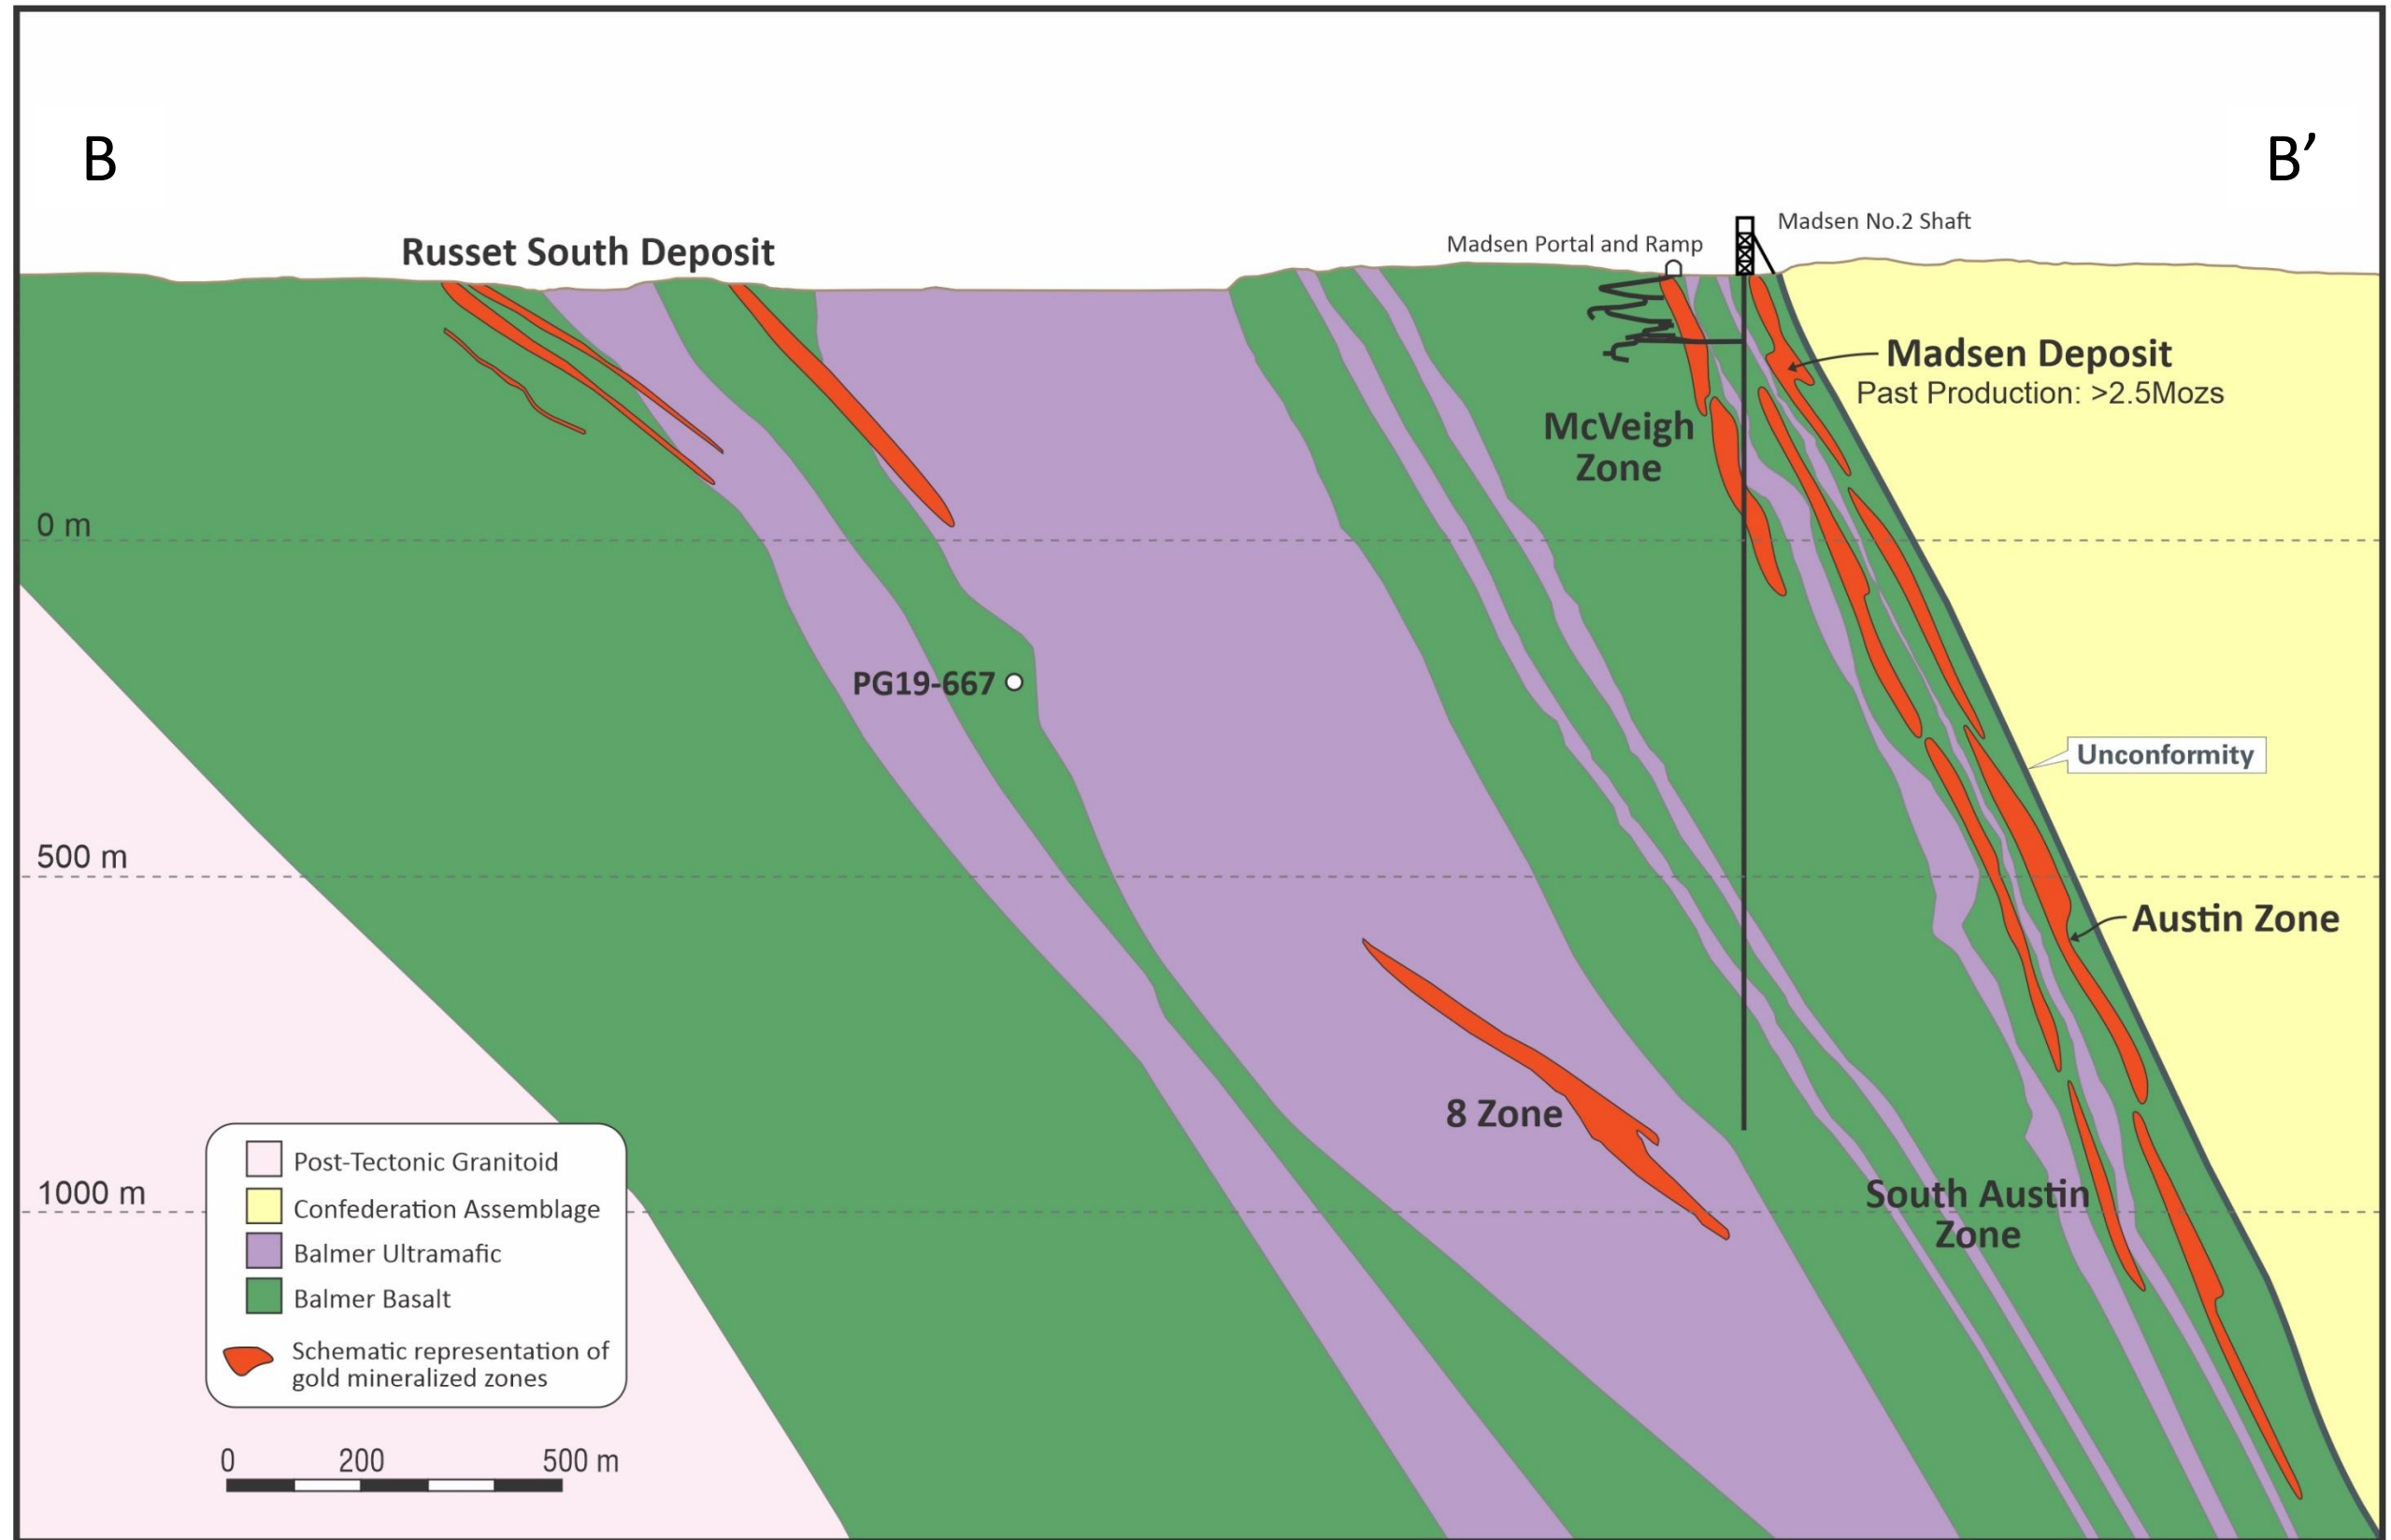 B
B’
Madsen No.2 Shaft
Madsen Portal and Ramp
Russet South Deposit
Madsen Deposit
Past Production: >2.5Mozs
McVeigh
Zone
0 m
PG19-667
Unconformity
500 m
Austin Zone
8 Zone
1000 m
South Austin
Zone
Post-Tectonic Granitoid
Confederation Assemblage
Balmer Ultramafic
Balmer Basalt
Schematic representation of
gold mineralized zones
0 200 500 m